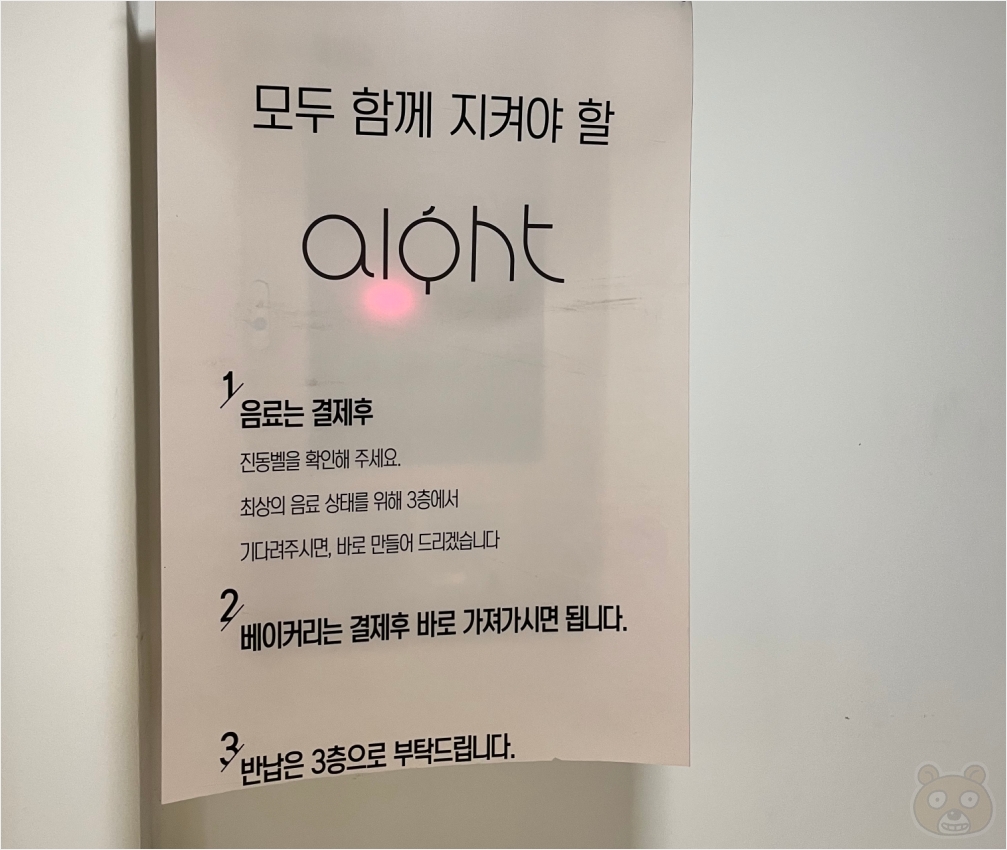 모두 함께 지켜야 할
alght
1
음료는 결제후
진동벨을 확인해 주세요.
최상의 음료 상태를 위해 3층에서
기다려주시면, 바로 만들어 드리겠습니다
2
베이커리는 결제후 바로 가져가시면 됩니다.
3
반납은 3층으로 부탁드립니다.